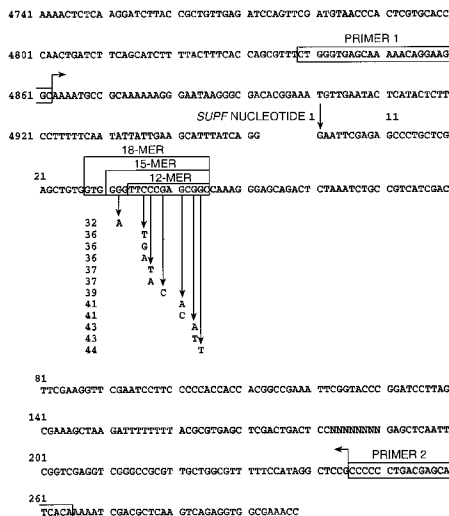 4741 AAAACTCTCA AGGATCTTAC CGCTGTTGAG ATCCAGTTCG ATGTAACCCA CTCGTGCACC
4801
CAACTGATCT TCAGCATCTT TTACTTTCAC CAGCGTTTCT GGGTGAGCAA AAACAGGAAG
PRIMER 1
4861
GCAAAATGCC GCAAAAAAGG GAATAAGGGC GACACGGAAA TGTTGAATAC TCATACTCTT
SUPF NUCLEOTIDE 1
11
4921
CCTTTTTCAA TATTATTGAA GCATTTATCA GG GAATTCGAGA GCCCTGCTCG
18-MER
15-MER
12-MER
21
AGCTGTGGTG GGGTTCCCGA GCGGCCAAAG GGAGCAGACT CTAAATCTGC CGTCATCGAC
32 A
36 T
36 G
36 A
37 T
37 A
39 C
41 A
41 C
43 A
43 T
44 T
81
TTCGAAGGTT CGAATCCTTC CCCCACCACC ACGGCCGAAA TTCGGTACCC GGATCCTTAG
141
CGAAAGCTAA GATTTTTTTT ACGCGTGAGC TCGACTGACT CCNNNNNNNN GAGCTCAATT
201
CGGTCGAGGT CGGGCCGCGT TGCTGGCGTT TTTCCATAGG CTCCGCCCCC CTGACGAGCA
PRIMER 2
261
TCACAAAAAT CGACGCTCAA GTCAGAGGTG GCGAAACC